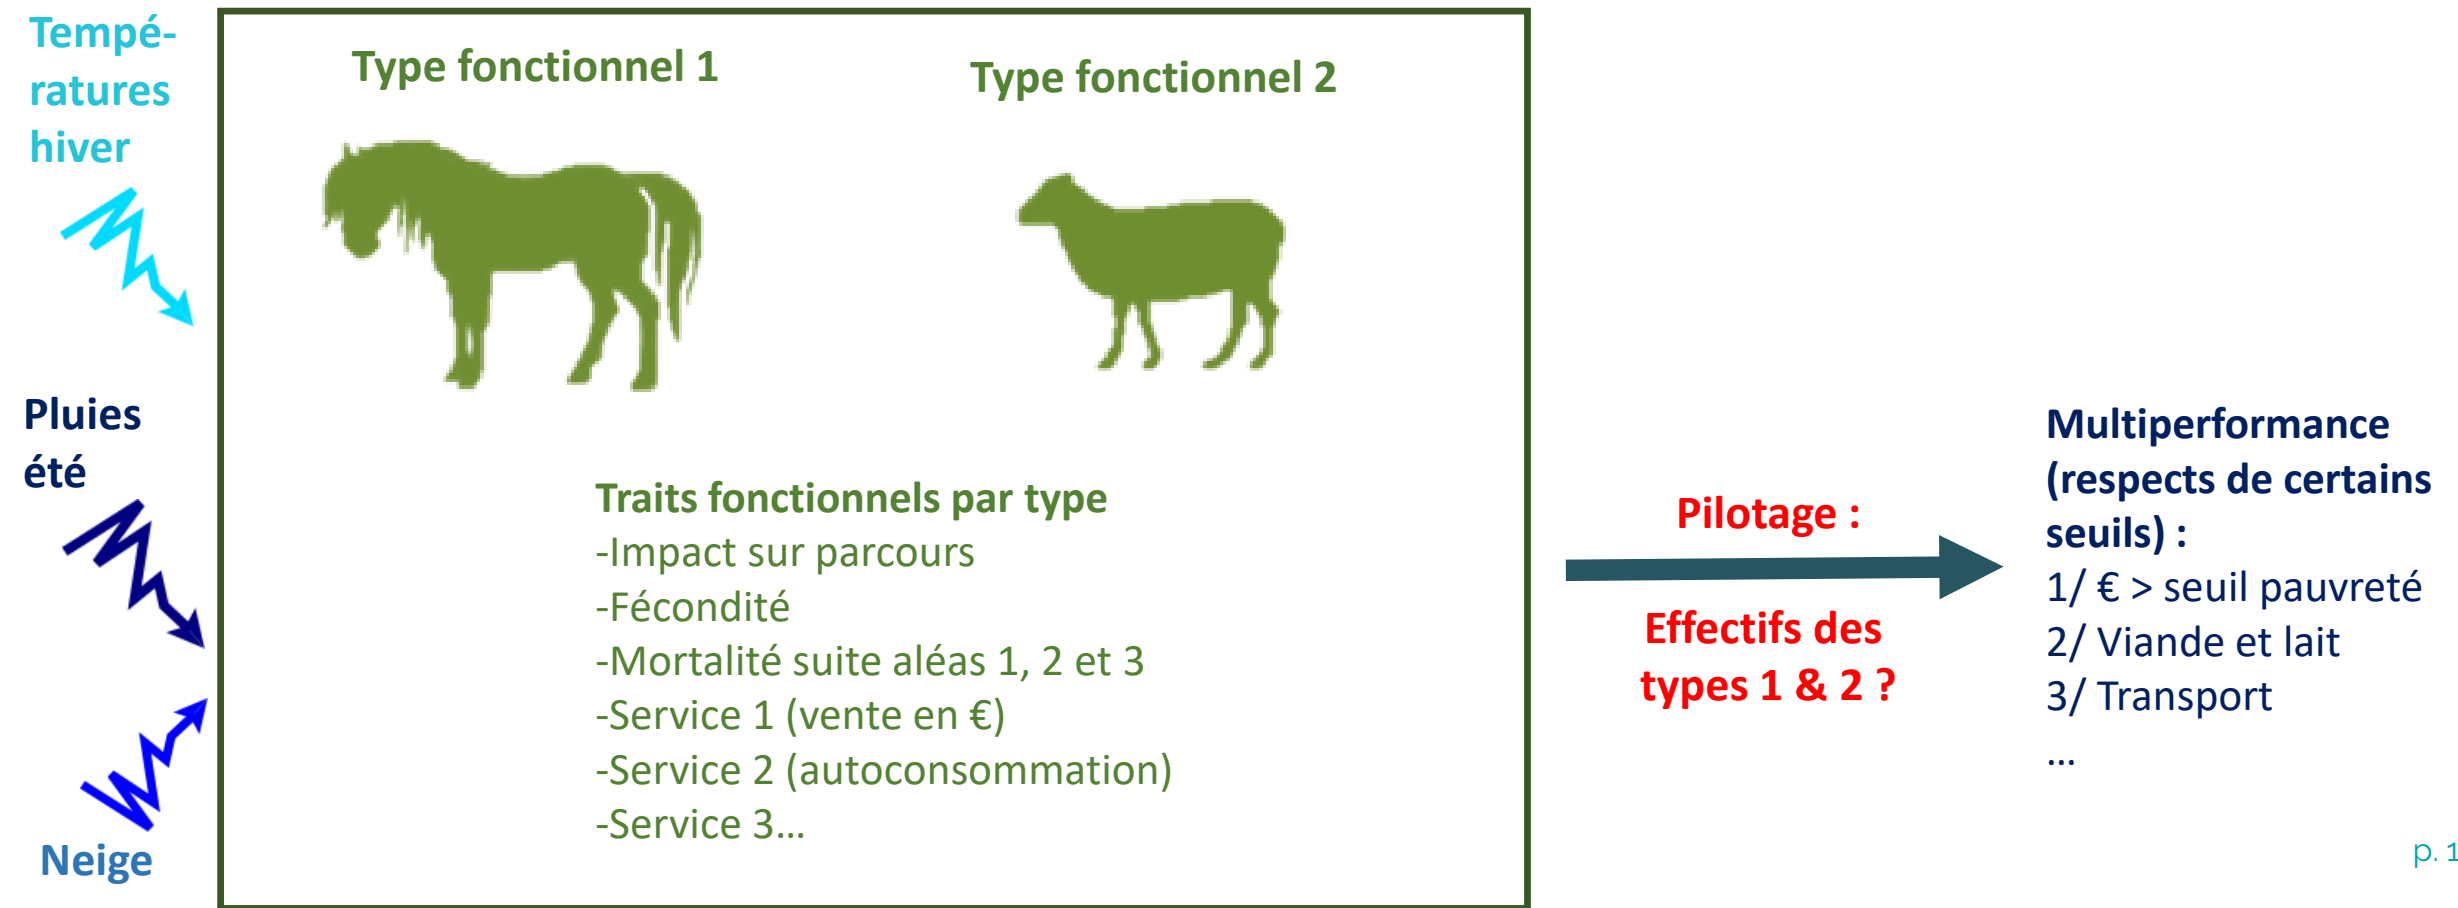 Tempé-
ratures
hiver
Pluies
été
Neige
Type fonctionnel 1
Type fonctionnel 2
Traits fonctionnels par type
-Impact sur parcours
-Fécondité
-Mortalité suite aléas 1, 2 et 3
-Service 1 (vente en €)
-Service 2 (autoconsommation)
-Service 3…
Pilotage :
Effectifs des
types 1 & 2 ?
Multiperformance
(respects de certains
seuils) :
1/ € > seuil pauvreté
2/ Viande et lait
3/ Transport
…
p. 1